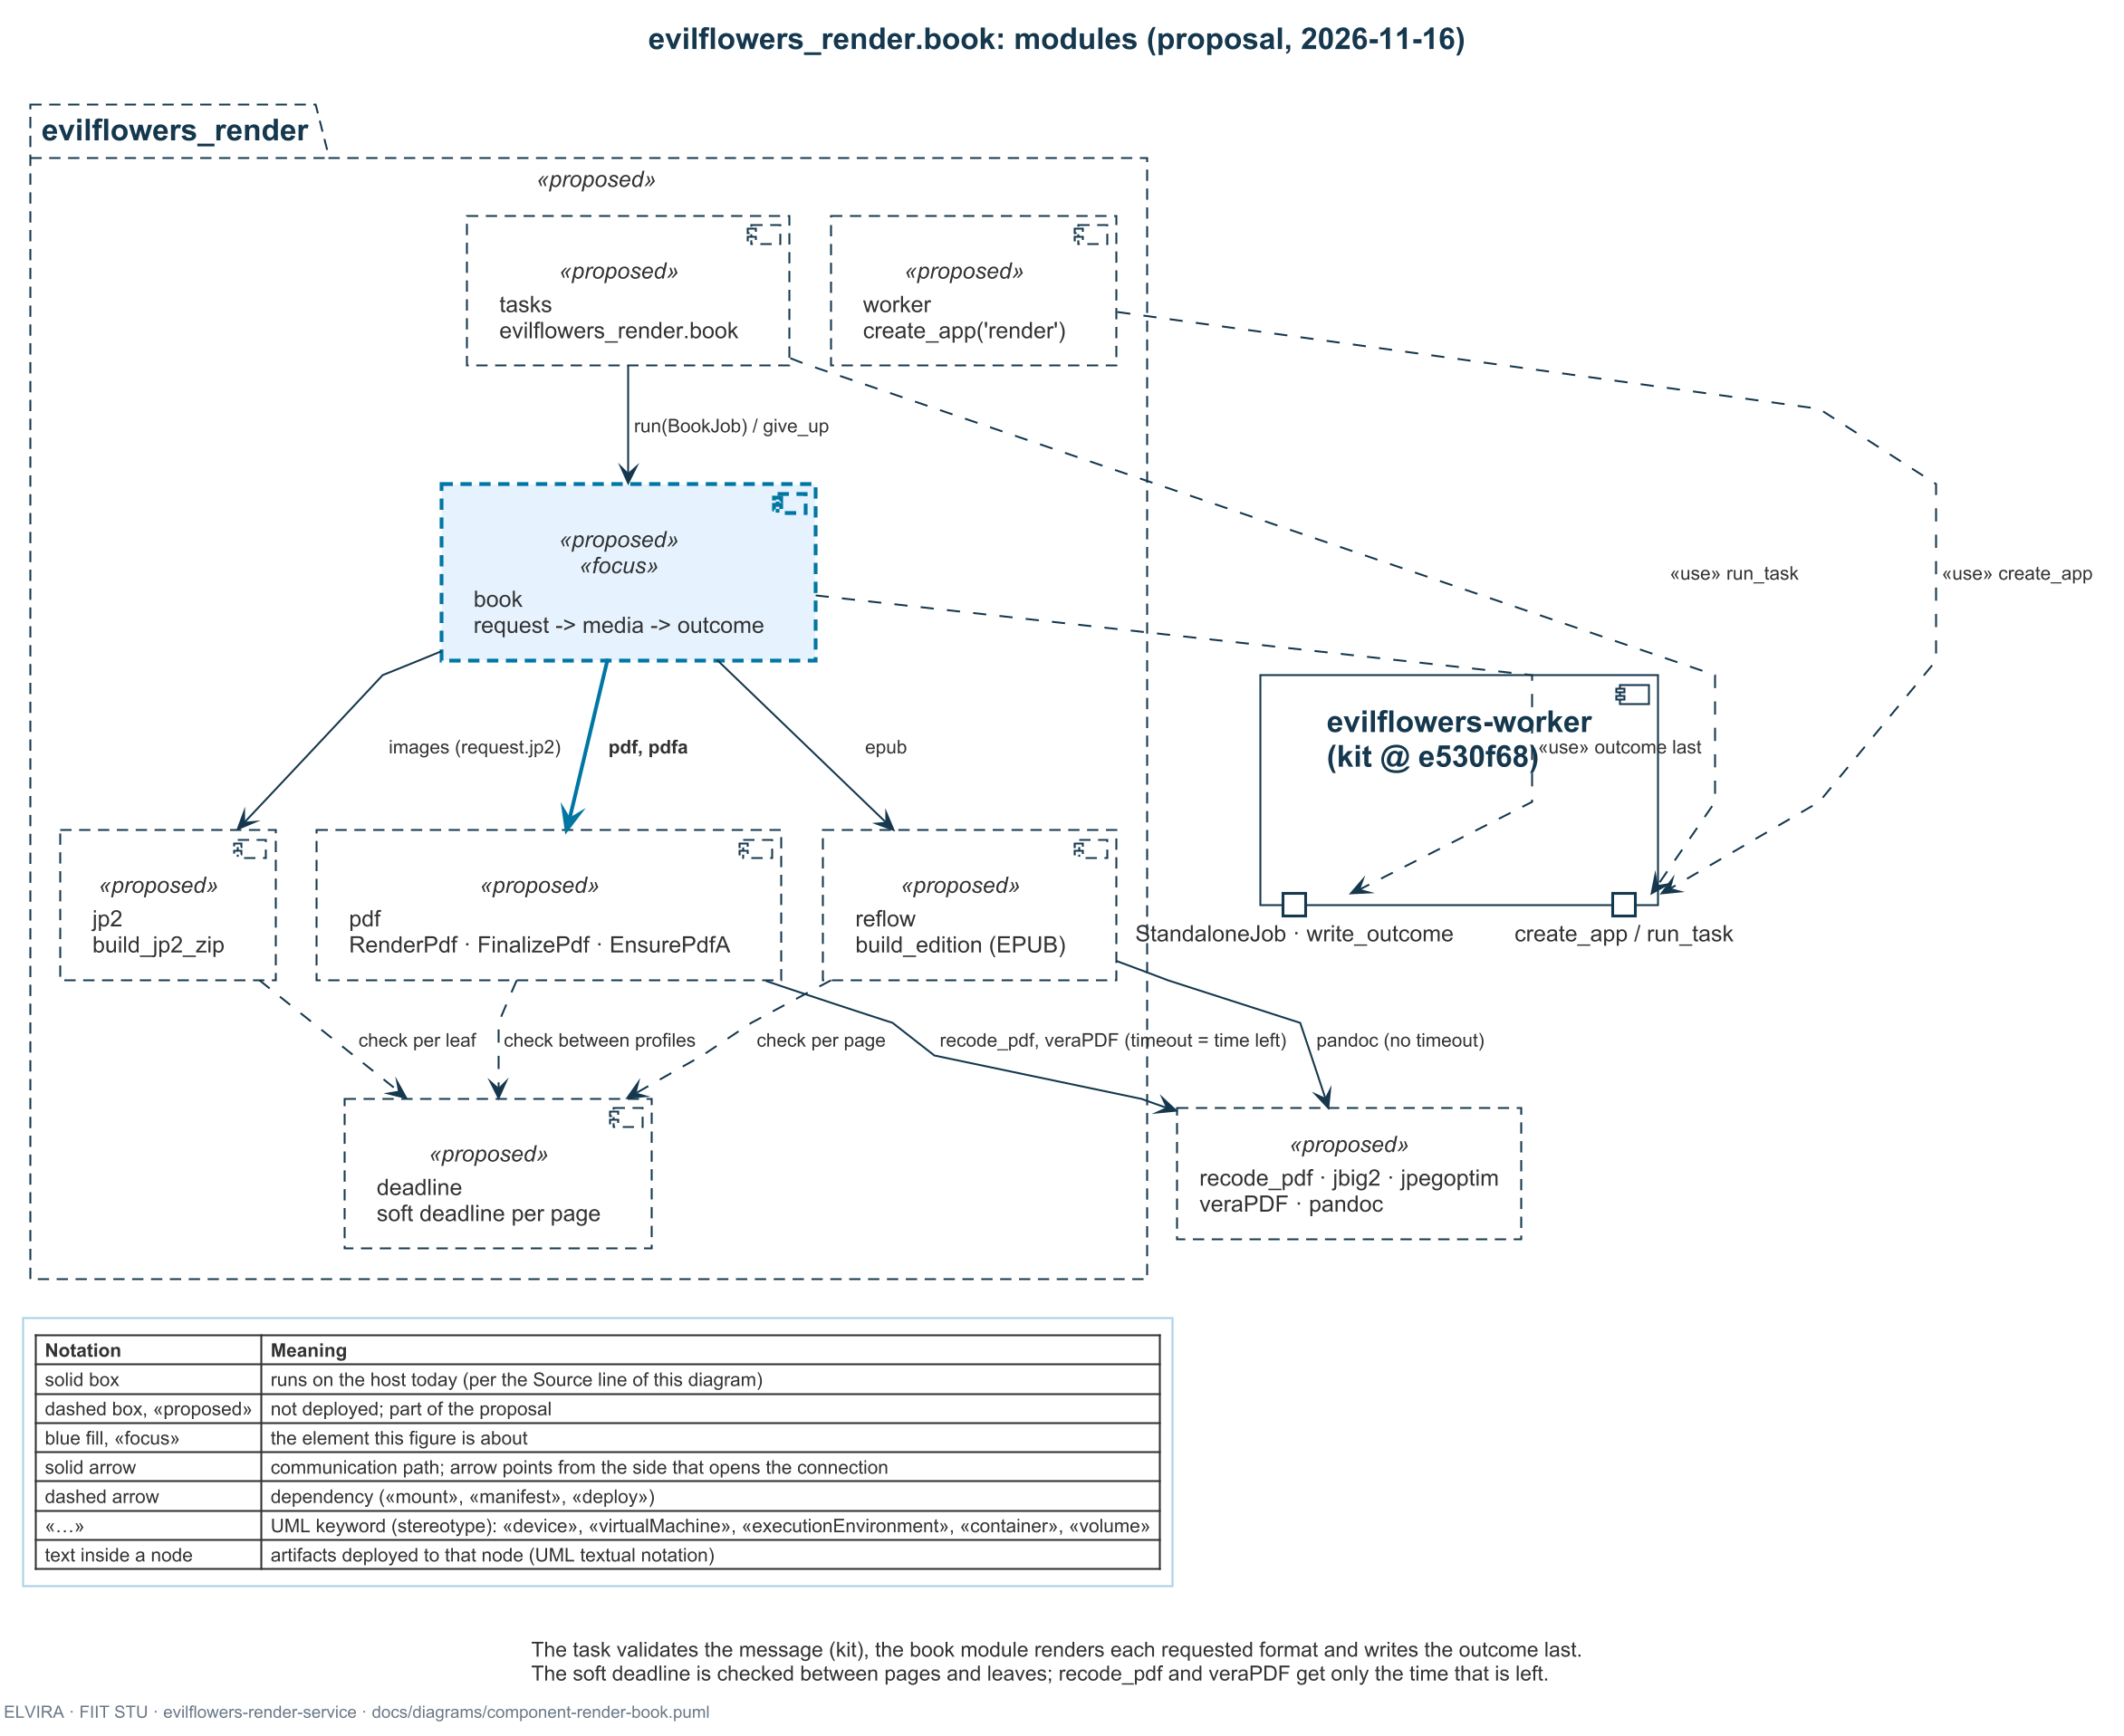 evilflowers_render.book: modules (proposal, 2026-11-16)
evilflowers_render
«proposed»
«proposed»
tasks
evilflowers_render.book
«proposed»
worker
create_app('render')
run(BookJob) / give_up
«proposed»
«focus»
book
request -> media -> outcome
«use» run_task
«use» create_app
evilflowers-worker
(kit @ e530f68)
«use» outcome last
images (request.jp2)
pdf, pdfa
epub
«proposed»
jp2
build_jp2_zip
«proposed»
pdf
RenderPdf · FinalizePdf · EnsurePdfA
«proposed»
reflow
build_edition (EPUB)
StandaloneJob · write_outcome
create_app / run_task
check per leaf
check between profiles
check per page
recode_pdf, veraPDF (timeout = time left)
pandoc (no timeout)
«proposed»
deadline
soft deadline per page
«proposed»
recode_pdf · jbig2 · jpegoptim
veraPDF · pandoc
Notation Meaning
solid box runs on the host today (per the Source line of this diagram)
dashed box, «proposed» not deployed; part of the proposal
blue fill, «focus» the element this figure is about
solid arrow communication path; arrow points from the side that opens the connection
dashed arrow dependency («mount», «manifest», «deploy»)
«…» UML keyword (stereotype): «device», «virtualMachine», «executionEnvironment», «container», «volume»
text inside a node artifacts deployed to that node (UML textual notation)
The task validates the message (kit), the book module renders each requested format and writes the outcome last.
The soft deadline is checked between pages and leaves; recode_pdf and veraPDF get only the time that is left.
ELVIRA · FIIT STU · evilflowers-render-service · docs/diagrams/component-render-book.puml